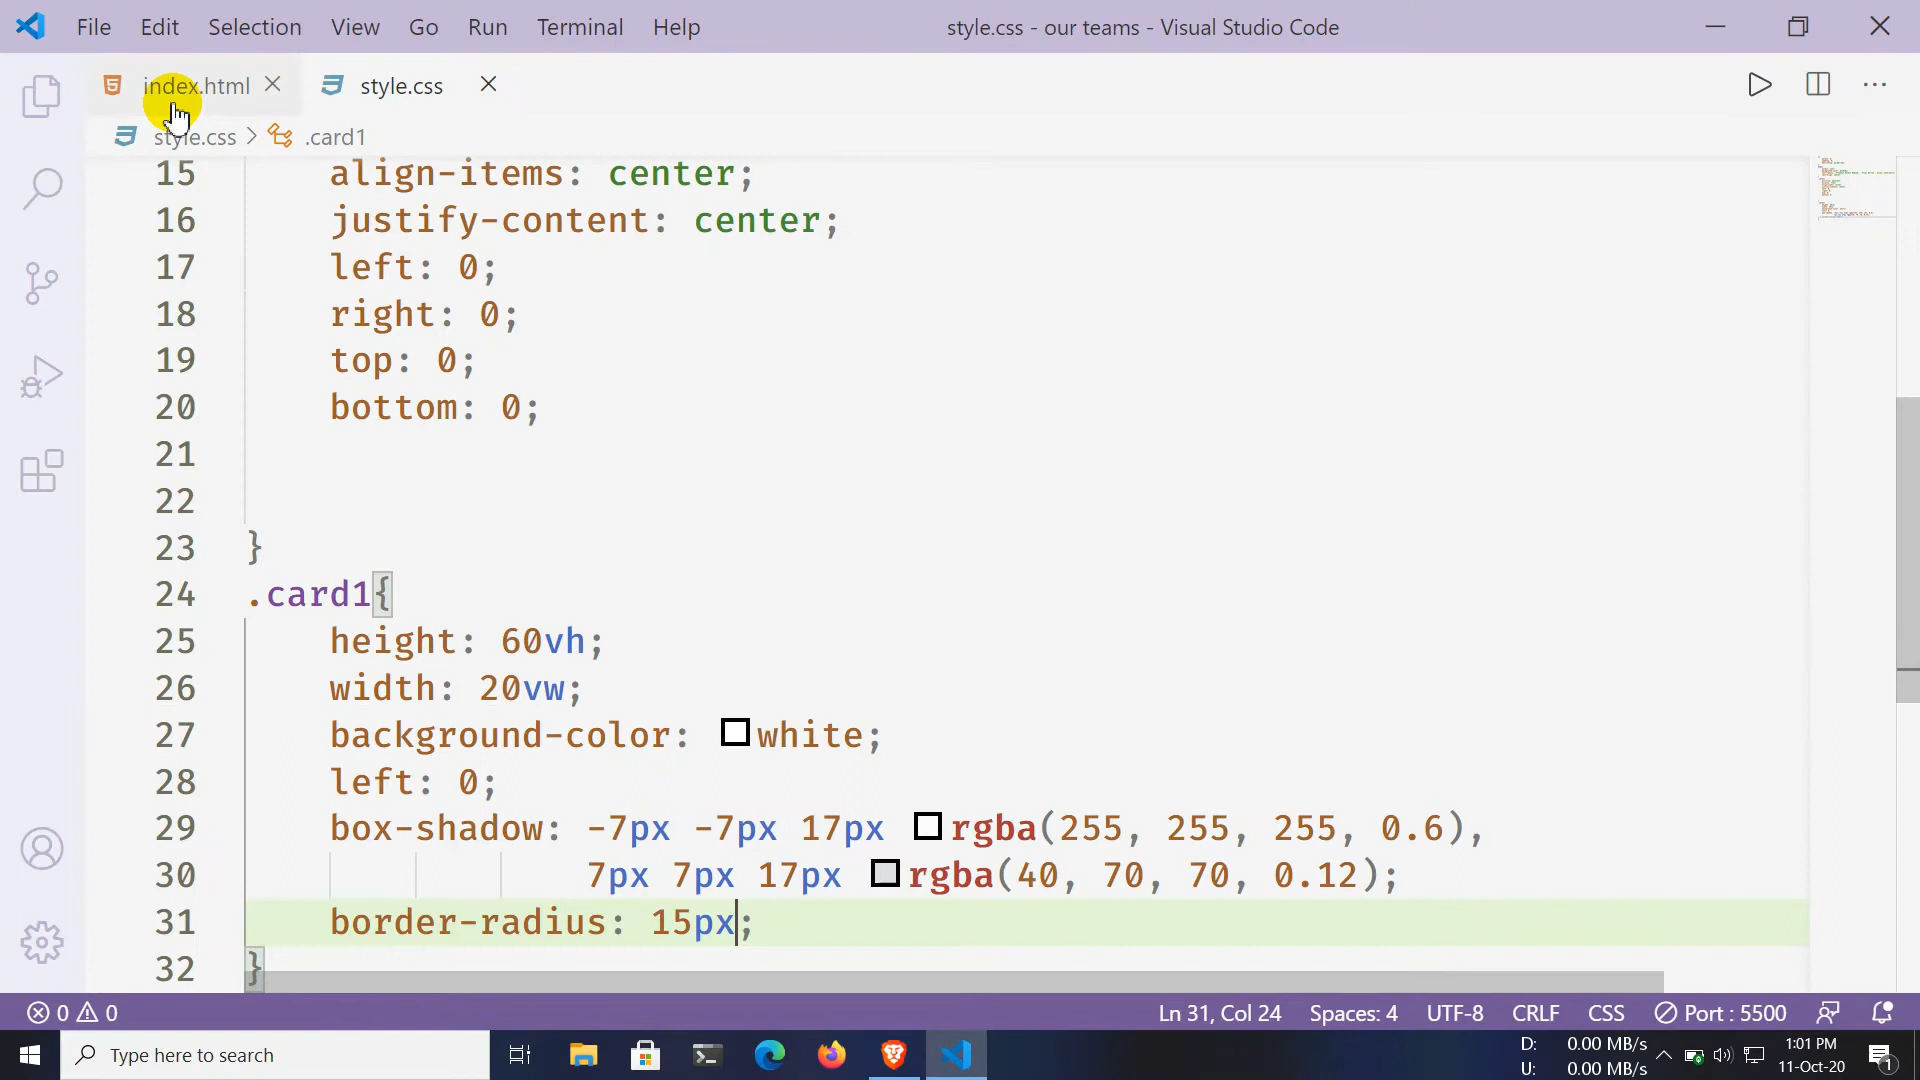 File Edit Selection View Go Run Terminal Help style.css - our teams - Visual Studio Code
index.html style.css
style.css > .card1
15 align-items: center;
16 justify-content: center;
17 left: 0;
18 right: 0;
19 top: 0;
20 bottom: 0;
21
22
23 }
24 .card1{
25 height: 60vh;
26 width: 20vw;
27 background-color: white;
28 left: 0;
29 box-shadow: -7px -7px 17px rgba(255, 255, 255, 0.6),
30 7px 7px 17px rgba(40, 70, 70, 0.12);
31 border-radius: 15px;
32 }
0 0 Ln 31, Col 24 Spaces: 4 UTF-8 CRLF CSS Port : 5500
Type here to search
D: 0.00 MB/s
U: 0.00 MB/s
1:01 PM
11-Oct-20
1